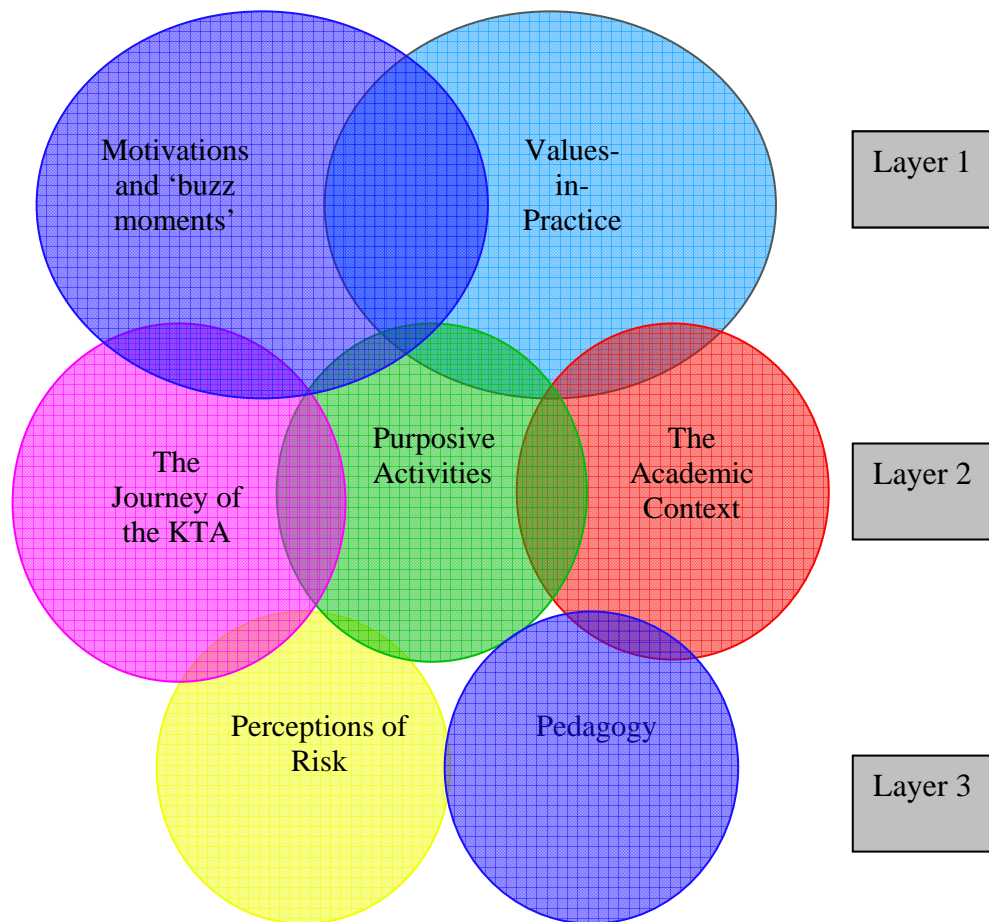 Motivations
and ‘buzz
moments’
Values-
in-
Practice
Layer 1
The
Journey of
the KTA
Purposive
Activities
The
Academic
Context
Layer 2
Perceptions of
Risk
Pedagogy
Layer 3